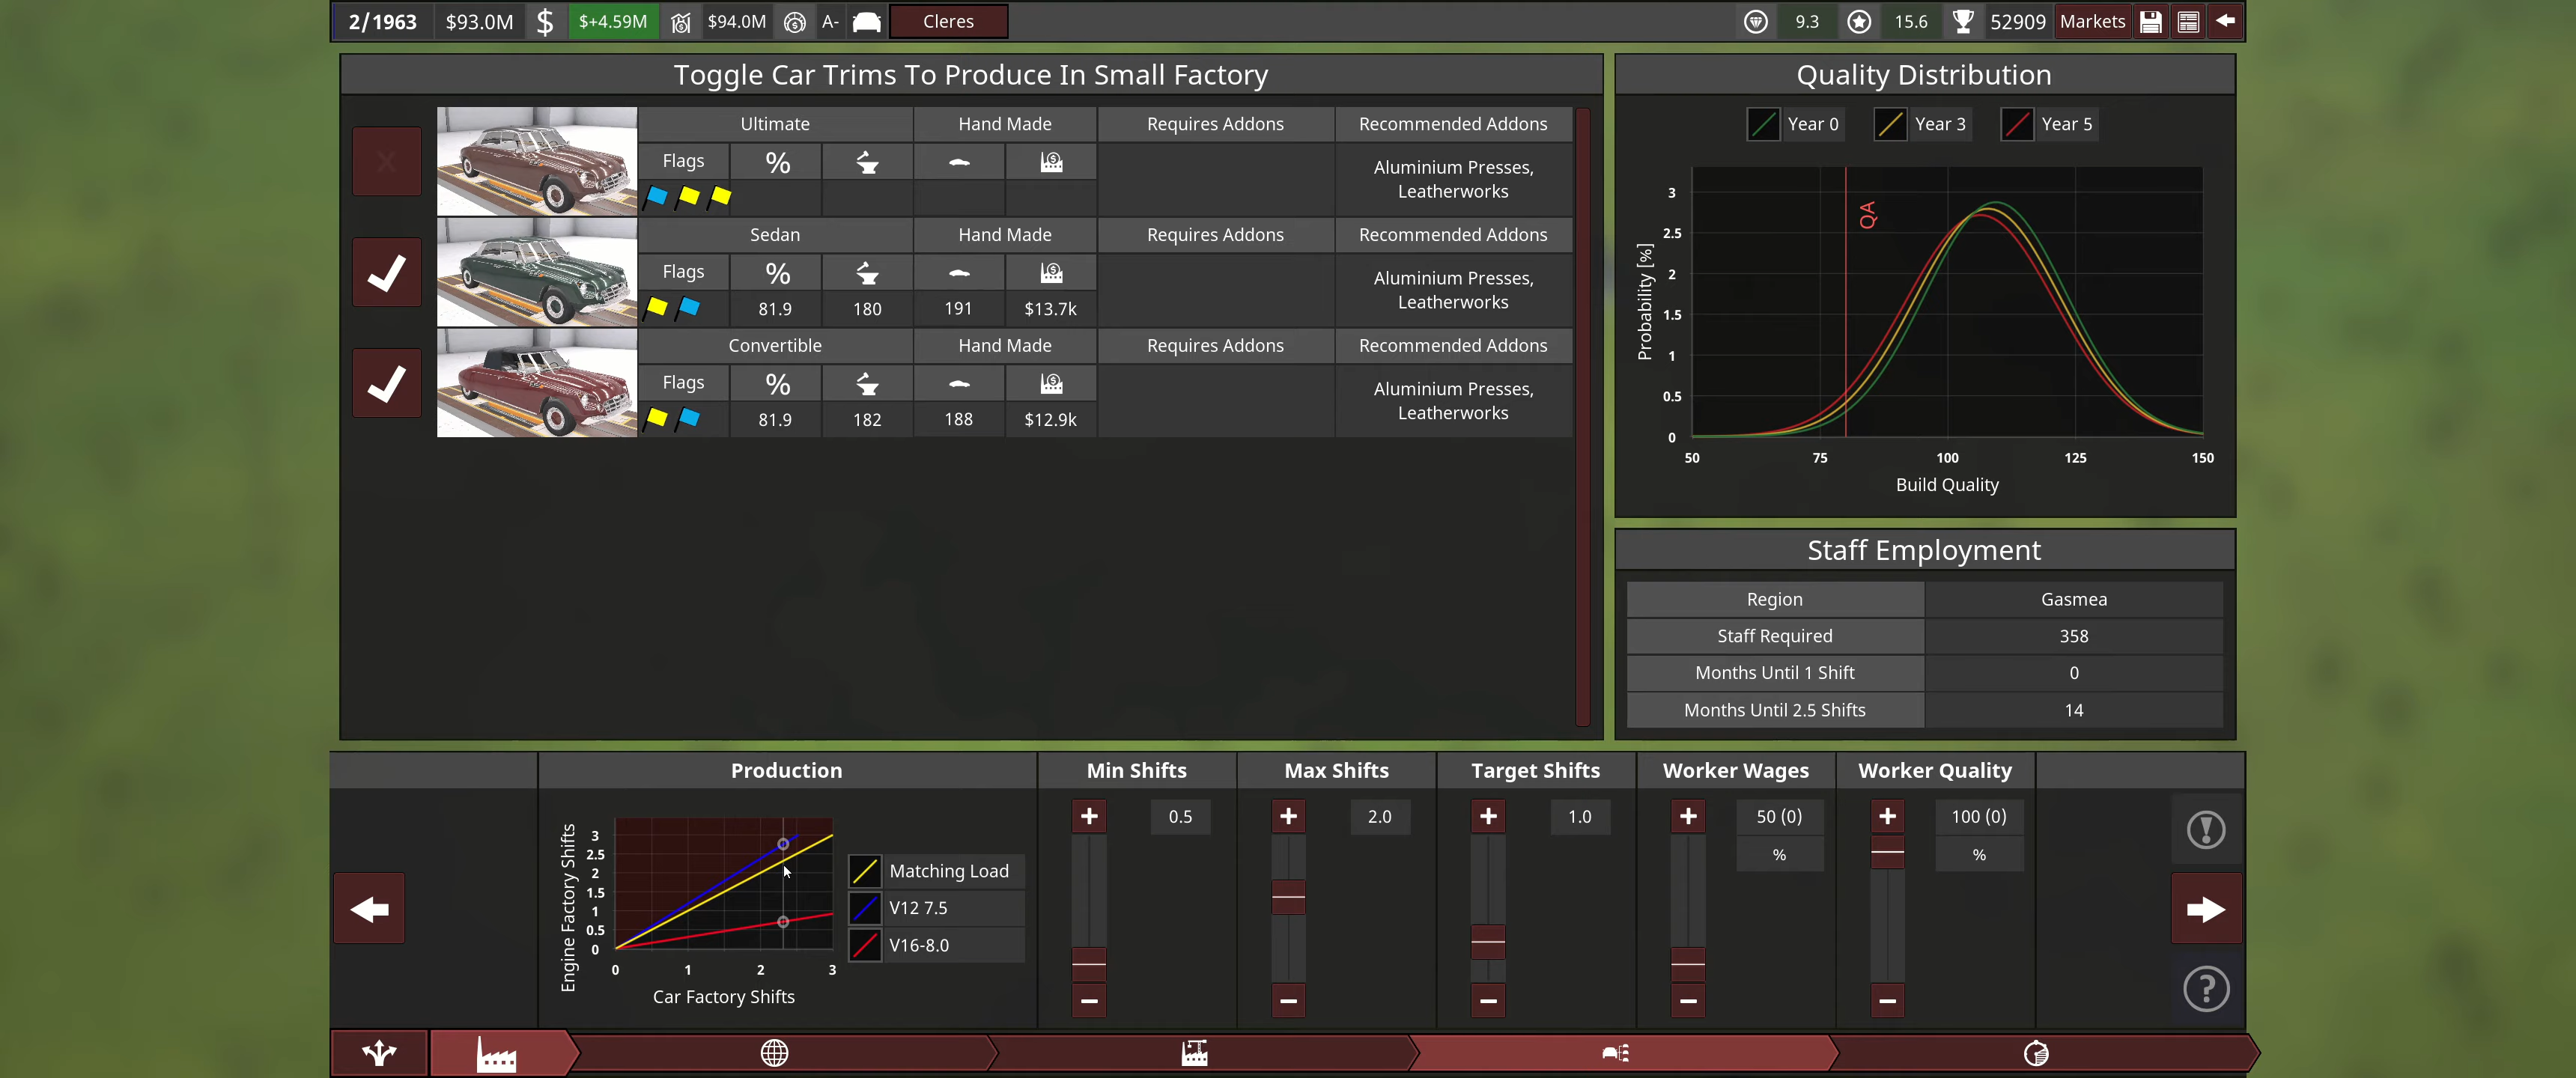 2/1963 $93.0M $ $+4.59M $94.0M A- Cleres 9.3 15.6 52909 Markets
Toggle Car Trims To Produce In Small Factory
X
Ultimate Hand Made Requires Addons Recommended Addons
Flags %
Aluminium Presses,
Leatherworks
Sedan Hand Made Requires Addons Recommended Addons
Flags %
81.9 180 191 $13.7k
Aluminium Presses,
Leatherworks
Convertible Hand Made Requires Addons Recommended Addons
Flags %
81.9 182 188 $12.9k
Aluminium Presses,
Leatherworks
Quality Distribution
Year 0 Year 3 Year 5
QA
Probability [%]
3
2.5
2
1.5
1
0.5
0
50 75 100 125 150
Build Quality
Staff Employment
Region Gasmea
Staff Required 358
Months Until 1 Shift 0
Months Until 2.5 Shifts 14
Production
Engine Factory Shifts
3
2.5
2
1.5
1
0.5
0
0 1 2 3
Car Factory Shifts
Matching Load
V12 7.5
V16-8.0
Min Shifts
+ 0.5
−
Max Shifts
+ 2.0
−
Target Shifts
+ 1.0
−
Worker Wages
+ 50 (0)
%
−
Worker Quality
+ 100 (0)
%
−
!
?